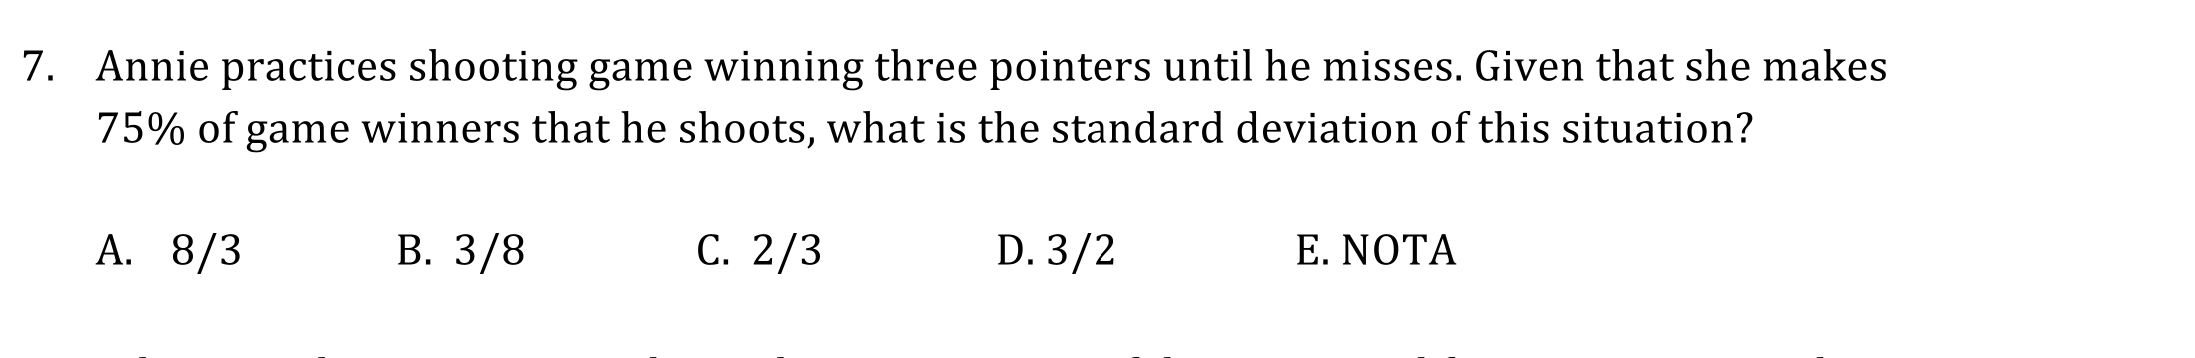 7. Annie practices shooting game winning three pointers until he misses. Given that she makes
75% of game winners that he shoots, what is the standard deviation of this situation?
A. 8/3 B. 3/8 C. 2/3 D. 3/2 E. NOTA